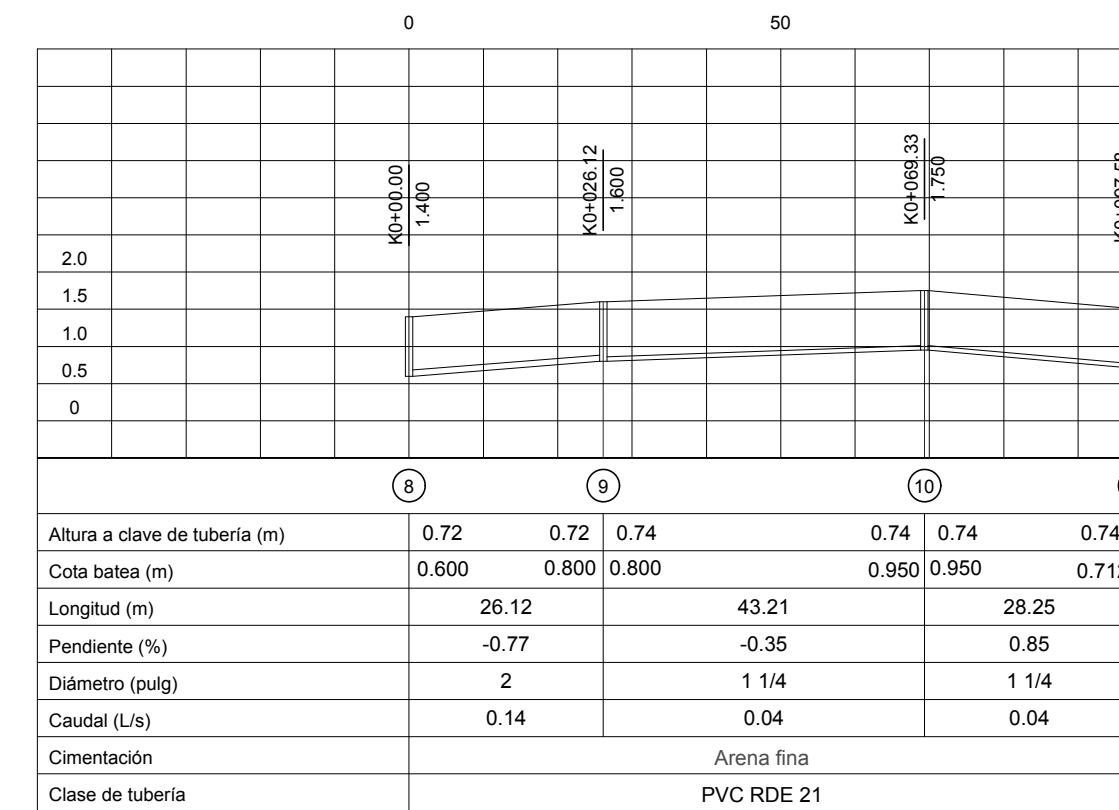 0 50
K0+00.00
1.400
K0+026.12
1.600
K0+069.33
1.750
2.0
1.5
1.0
0.5
0
8 9 10
Altura a clave de tubería (m) 0.72 0.72 0.74 0.74 0.74 0.74
Cota batea (m) 0.600 0.800 0.800 0.950 0.950
Longitud (m) 26.12 43.21 28.25
Pendiente (%) -0.77 -0.35 0.85
Diámetro (pulg) 2 1 1/4 1 1/4
Caudal (L/s) 0.14 0.04 0.04
Cimentación Arena fina
Clase de tubería PVC RDE 21